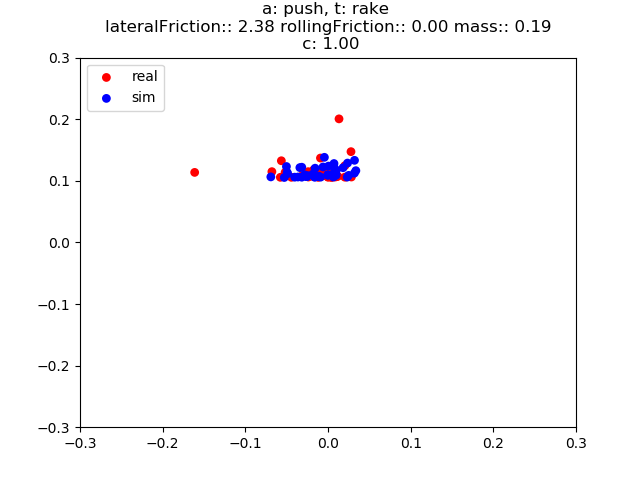 a: push, t: rake
lateralFriction:: 2.38 rollingFriction:: 0.00 mass:: 0.19
c: 1.00
real
sim
0.3
0.2
0.1
0.0
−0.1
−0.2
−0.3
−0.3
−0.2
−0.1
0.0
0.1
0.2
0.3